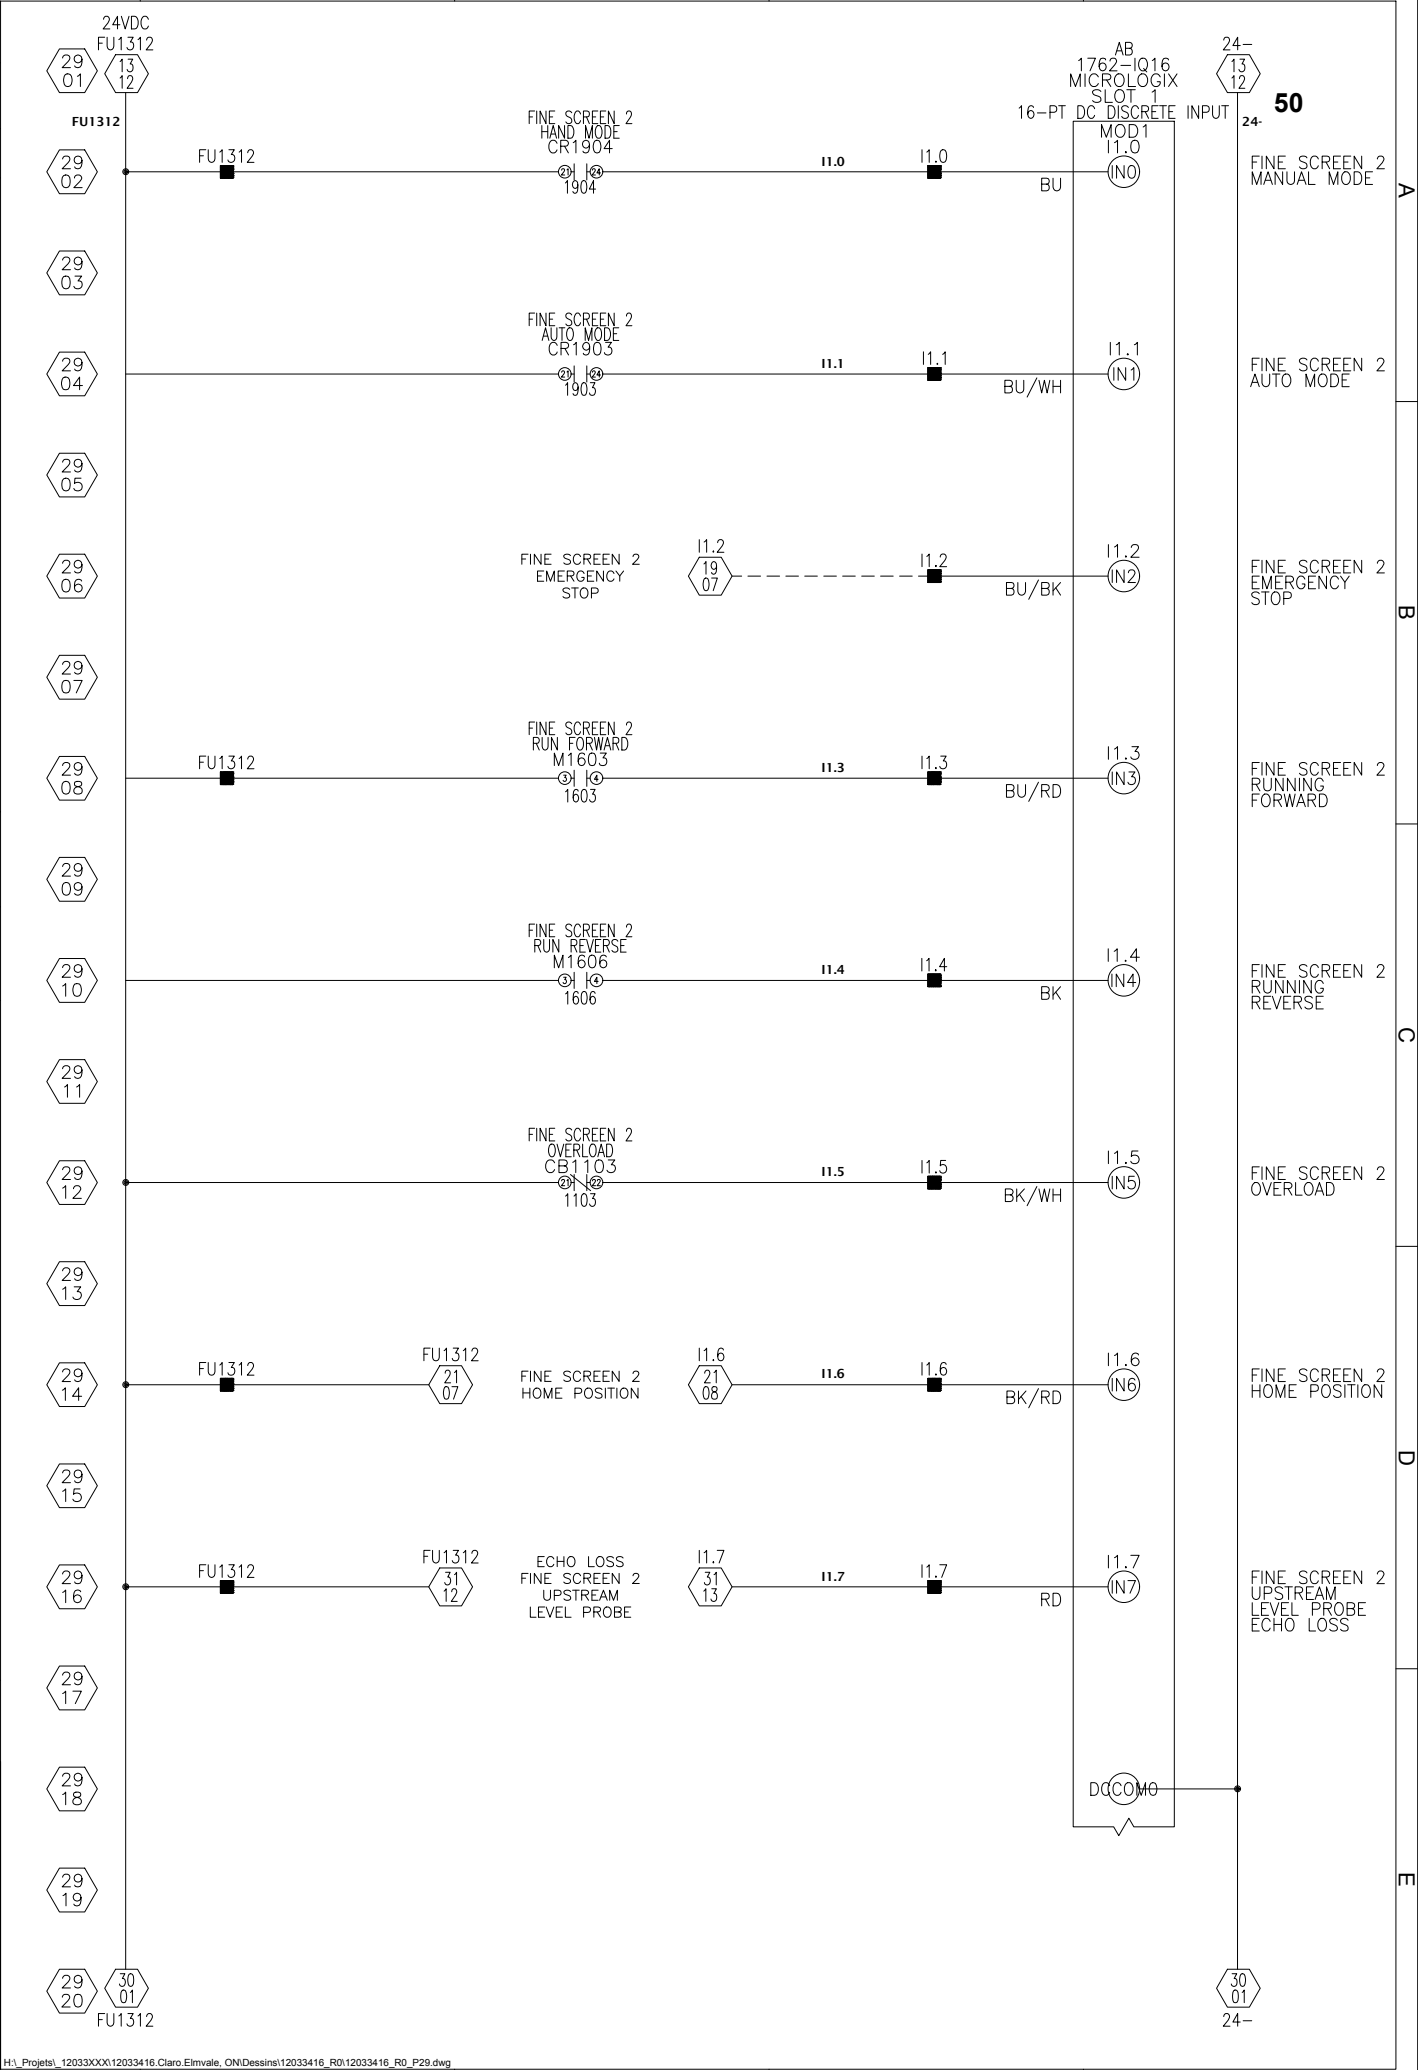 24VDC
FU1312
29
01
13
12
AB
1762-IQ16
MICROLOGIX
SLOT 1
16-PT DC DISCRETE INPUT
MOD1
24-
13
12
50
FU1312
24-
29
02
FU1312
FINE SCREEN 2
HAND MODE
CR1904
21
24
1904
I1.0
I1.0
BU
I1.0
IN0
FINE SCREEN 2
MANUAL MODE
A
29
03
29
04
FINE SCREEN 2
AUTO MODE
CR1903
21
24
1903
I1.1
I1.1
BU/WH
I1.1
IN1
FINE SCREEN 2
AUTO MODE
29
05
29
06
FINE SCREEN 2
EMERGENCY
STOP
I1.2
19
07
I1.2
BU/BK
I1.2
IN2
FINE SCREEN 2
EMERGENCY
STOP
B
29
07
29
08
FU1312
FINE SCREEN 2
RUN FORWARD
M1603
3
4
1603
I1.3
I1.3
BU/RD
I1.3
IN3
FINE SCREEN 2
RUNNING
FORWARD
29
09
29
10
FINE SCREEN 2
RUN REVERSE
M1606
3
4
1606
I1.4
I1.4
BK
I1.4
IN4
FINE SCREEN 2
RUNNING
REVERSE
C
29
11
29
12
FINE SCREEN 2
OVERLOAD
CB1103
21
22
1103
I1.5
I1.5
BK/WH
I1.5
IN5
FINE SCREEN 2
OVERLOAD
29
13
29
14
FU1312
FU1312
21
07
FINE SCREEN 2
HOME POSITION
I1.6
21
08
I1.6
I1.6
BK/RD
I1.6
IN6
FINE SCREEN 2
HOME POSITION
D
29
15
29
16
FU1312
FU1312
31
12
ECHO LOSS
FINE SCREEN 2
UPSTREAM
LEVEL PROBE
I1.7
31
13
I1.7
I1.7
RD
I1.7
IN7
FINE SCREEN 2
UPSTREAM
LEVEL PROBE
ECHO LOSS
29
17
29
18
DCCOM0
29
19
E
29
20
30
01
FU1312
30
01
24-
H:\_Projets\_12033XXX\12033416.Claro.Elmvale, ON\Dessins\12033416_R0\12033416_R0_P29.dwg